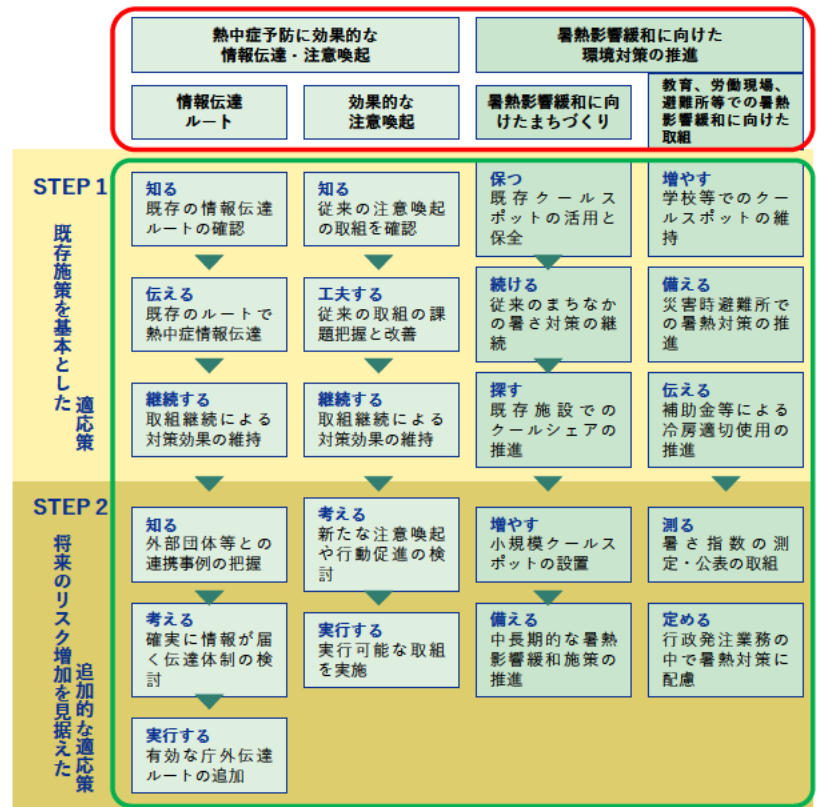 熱中症予防に効果的な
情報伝達・注意喚起
暑熱影響緩和に向けた
環境対策の推進
情報伝達
ルート
効果的な
注意喚起
暑熱影響緩和に向
けたまちづくり
教育、労働現場、
避難所等での暑熱
影響緩和に向けた
取組
STEP 1
既存施策を基本とした
適応策
知る
既存の情報伝達
ルートの確認
伝える
既存のルートで
熱中症情報伝達
継続する
取組継続による
対策効果の維持
知る
従来の注意喚起
の取組を確認
工夫する
従来の取組の課
題把握と改善
継続する
取組継続による
対策効果の維持
保つ
既存クールス
ポットの活用と
保全
続ける
従来のまちなか
の暑さ対策の継
続
探す
既存施設での
クールシェアの
推進
増やす
学校等でのクー
ルスポットの維
持
備える
災害時避難所で
の暑熱対策の推
進
伝える
補助金等による
冷房適切使用の
推進
STEP 2
将来のリスク増加を見据えた
追加的な適応策
知る
外部団体等との
連携事例の把握
考える
確実に情報が届
く伝達体制の検
討
実行する
有効な庁外伝達
ルートの追加
考える
新たな注意喚起
や行動促進の検
討
実行する
実行可能な取組
を実施
増やす
小規模クールス
ポットの設置
備える
中長期的な暑熱
影響緩和施策の
推進
測る
暑さ指数の測
定・公表の取組
定める
行政発注業務の
中で暑熱対策に
配慮